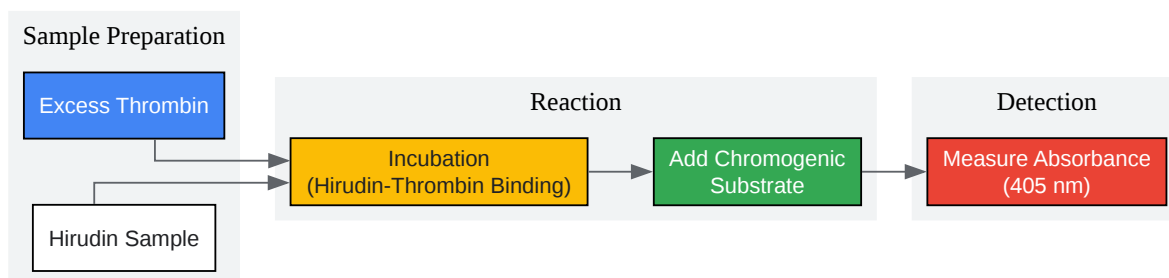 Sample Preparation
Excess Thrombin
Hirudin Sample
Reaction
Incubation
(Hirudin-Thrombin Binding)
Add Chromogenic
Substrate
Detection
Measure Absorbance
(405 nm)